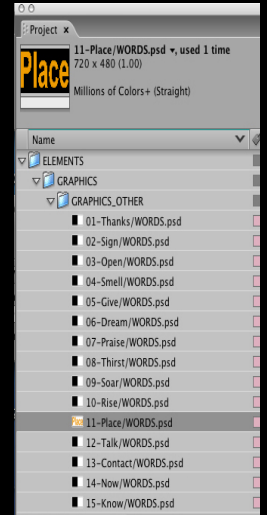 Project ×
Place
11-Place/WORDS.psd ▾, used 1 time
720 x 480 (1.00)
Millions of Colors+ (Straight)
Name
ELEMENTS
GRAPHICS
GRAPHICS_OTHER
01-Thanks/WORDS.psd
02-Sign/WORDS.psd
03-Open/WORDS.psd
04-Smell/WORDS.psd
05-Give/WORDS.psd
06-Dream/WORDS.psd
07-Praise/WORDS.psd
08-Thirst/WORDS.psd
09-Soar/WORDS.psd
10-Rise/WORDS.psd
Place 11-Place/WORDS.psd
12-Talk/WORDS.psd
13-Contact/WORDS.psd
14-Now/WORDS.psd
15-Know/WORDS.psd